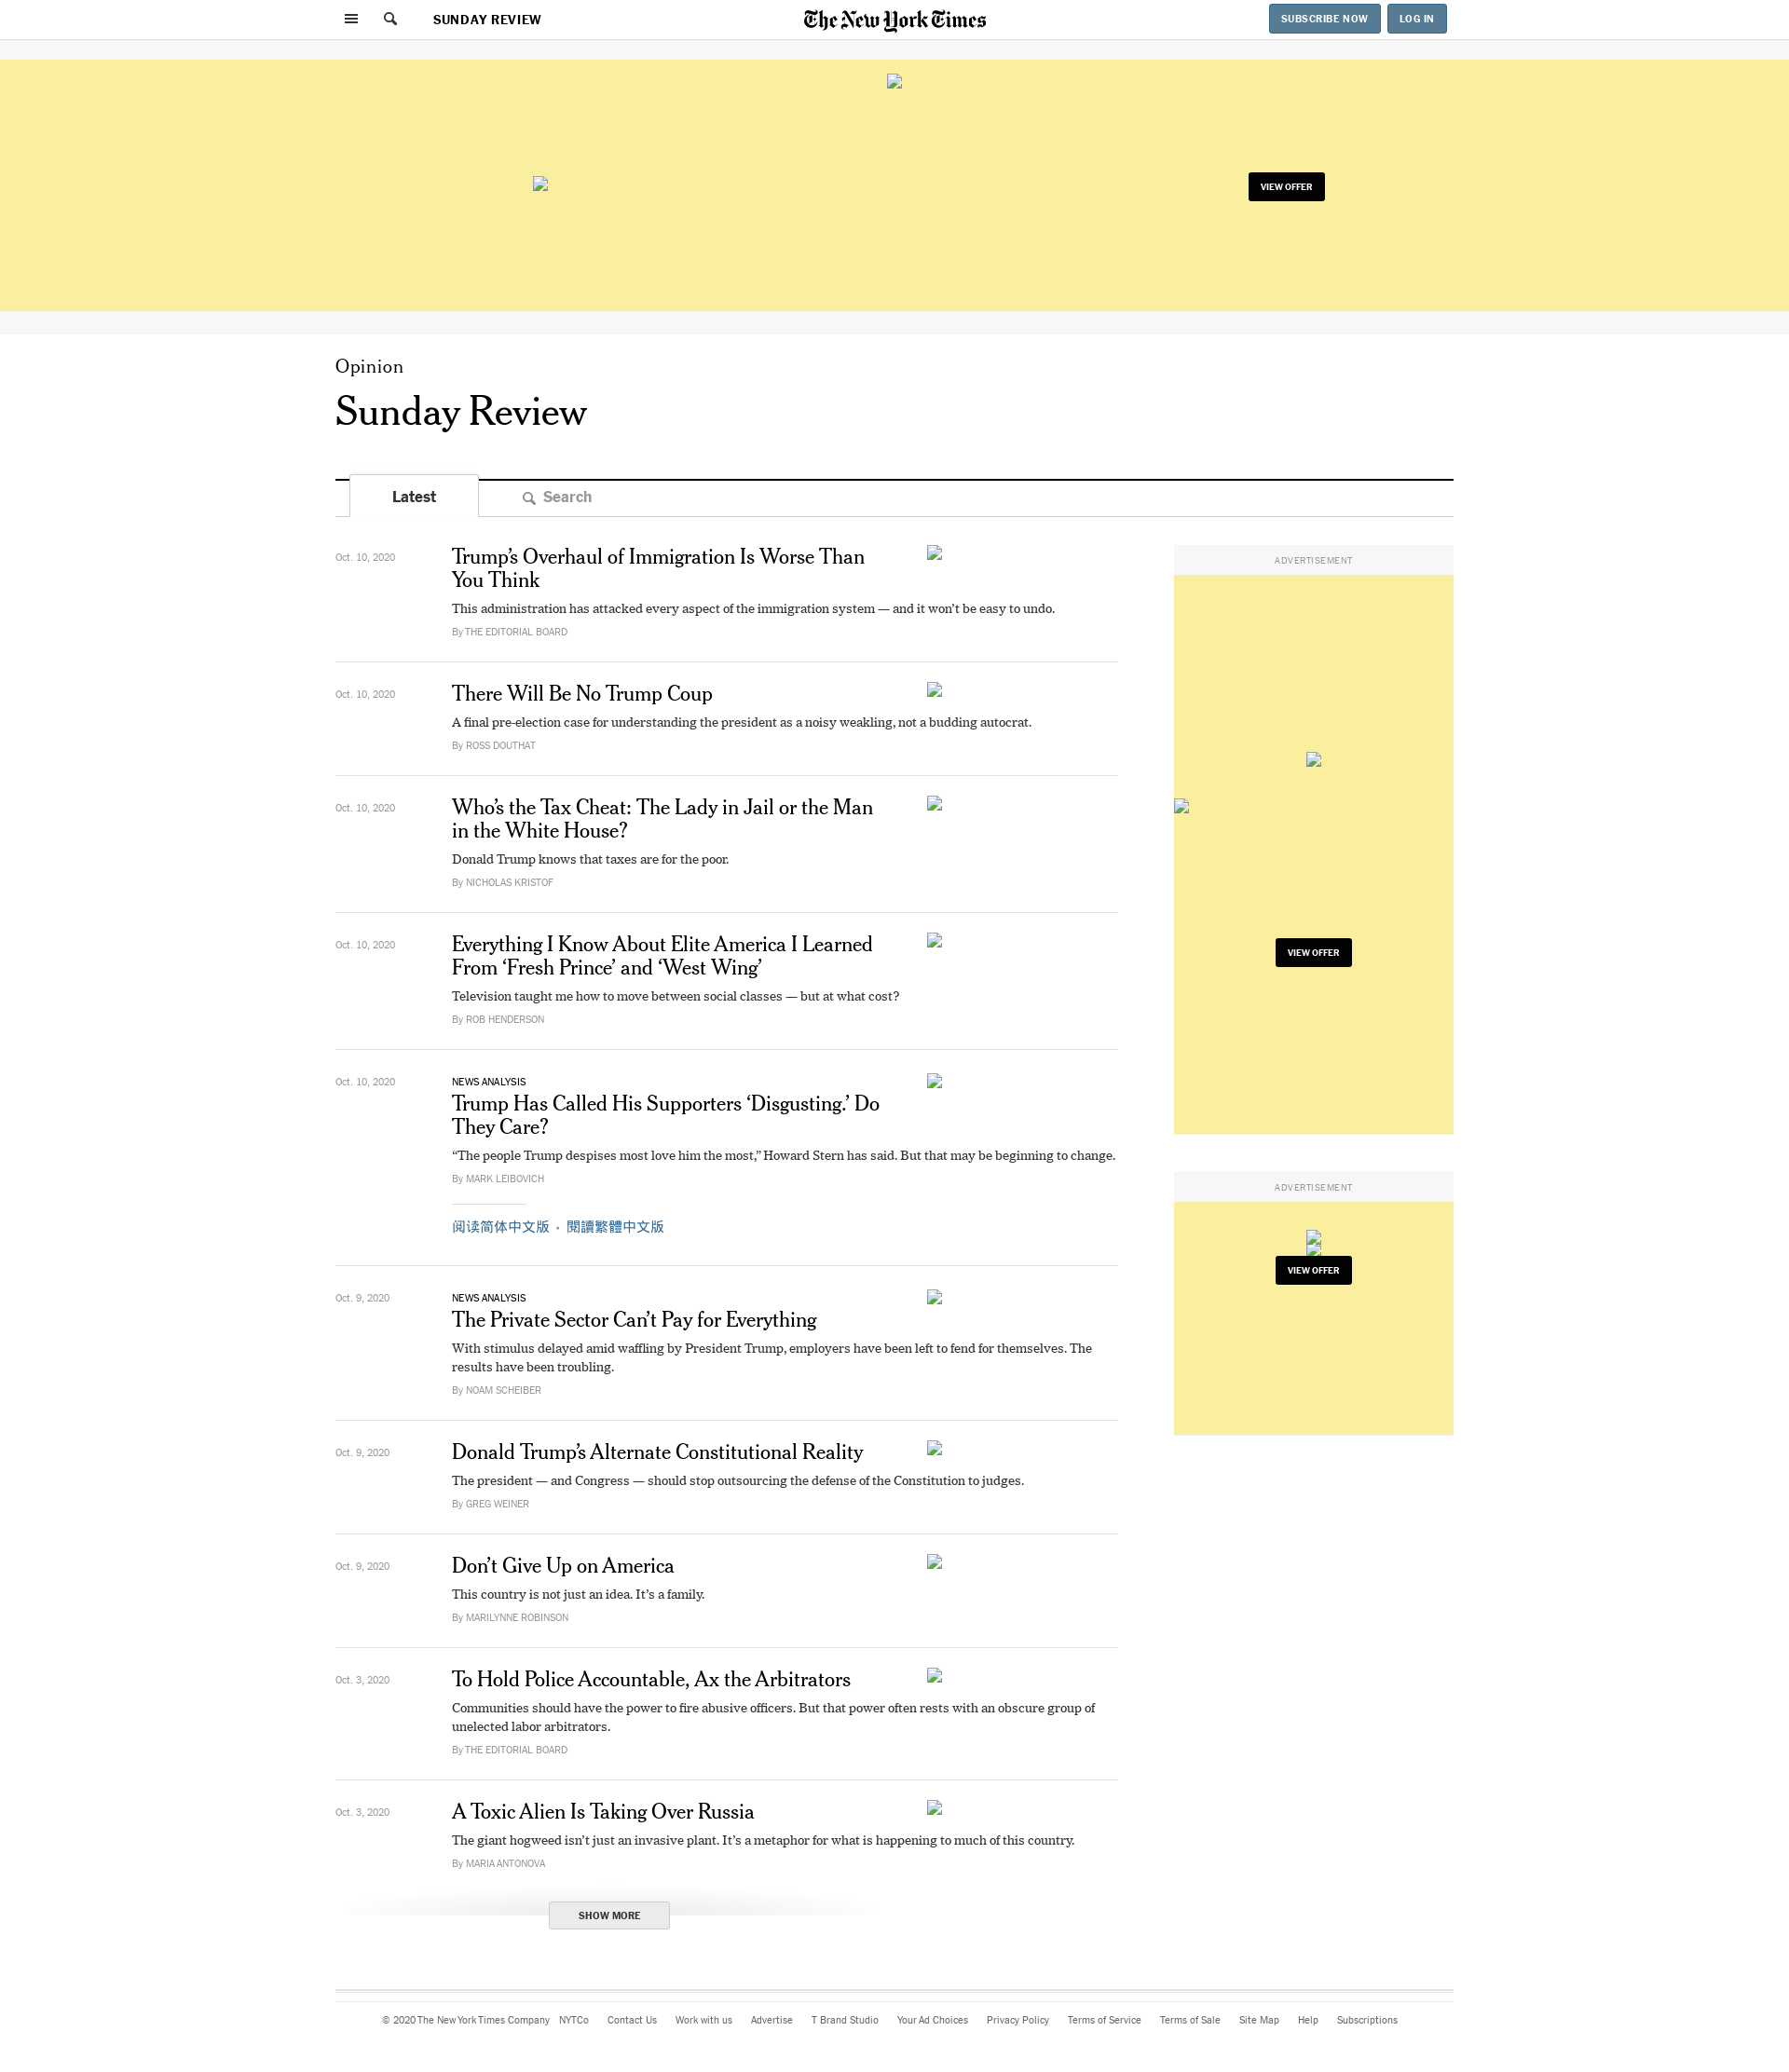 SUNDAY REVIEW
The New York Times
SUBSCRIBE NOW
LOG IN
VIEW OFFER
Opinion
Sunday Review
Latest
Search
Oct. 10, 2020
Trump’s Overhaul of Immigration Is Worse Than
You Think
This administration has attacked every aspect of the immigration system — and it won’t be easy to undo.
By THE EDITORIAL BOARD
Oct. 10, 2020
There Will Be No Trump Coup
A final pre-election case for understanding the president as a noisy weakling, not a budding autocrat.
By ROSS DOUTHAT
Oct. 10, 2020
Who’s the Tax Cheat: The Lady in Jail or the Man
in the White House?
Donald Trump knows that taxes are for the poor.
By NICHOLAS KRISTOF
Oct. 10, 2020
Everything I Know About Elite America I Learned
From ‘Fresh Prince’ and ‘West Wing’
Television taught me how to move between social classes — but at what cost?
By ROB HENDERSON
Oct. 10, 2020
NEWS ANALYSIS
Trump Has Called His Supporters ‘Disgusting.’ Do
They Care?
“The people Trump despises most love him the most,” Howard Stern has said. But that may be beginning to change.
By MARK LEIBOVICH
阅读简体中文版 • 閱讀繁體中文版
Oct. 9, 2020
NEWS ANALYSIS
The Private Sector Can’t Pay for Everything
With stimulus delayed amid waffling by President Trump, employers have been left to fend for themselves. The
results have been troubling.
By NOAM SCHEIBER
Oct. 9, 2020
Donald Trump’s Alternate Constitutional Reality
The president — and Congress — should stop outsourcing the defense of the Constitution to judges.
By GREG WEINER
Oct. 9, 2020
Don’t Give Up on America
This country is not just an idea. It’s a family.
By MARILYNNE ROBINSON
Oct. 3, 2020
To Hold Police Accountable, Ax the Arbitrators
Communities should have the power to fire abusive officers. But that power often rests with an obscure group of
unelected labor arbitrators.
By THE EDITORIAL BOARD
Oct. 3, 2020
A Toxic Alien Is Taking Over Russia
The giant hogweed isn’t just an invasive plant. It’s a metaphor for what is happening to much of this country.
By MARIA ANTONOVA
SHOW MORE
ADVERTISEMENT
VIEW OFFER
ADVERTISEMENT
VIEW OFFER
© 2020 The New York Times Company NYTCo Contact Us Work with us Advertise T Brand Studio Your Ad Choices Privacy Policy Terms of Service Terms of Sale Site Map Help Subscriptions